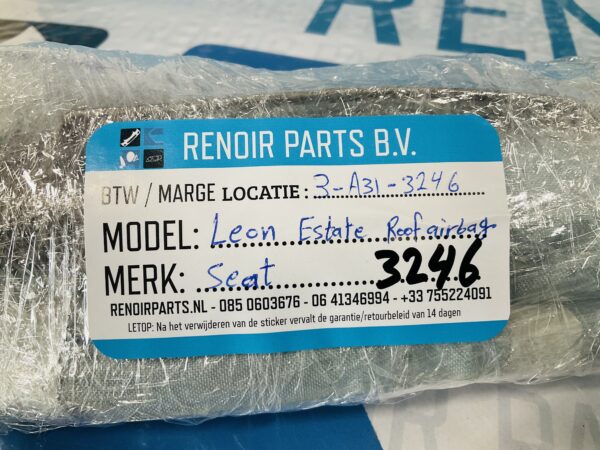 REN
RENOIR PARTS B.V.
BTW / MARGE LOCATIE : 3-A31-3246
MODEL: Leon Estate Roof airbag
MERK: Seat 3246
RENOIRPARTS.NL - 085 0603676 - 06 41346994 - +33 755224091
LETOP: Na het verwijderen van de sticker vervalt de garantie/retourbeleid van 14 dagen